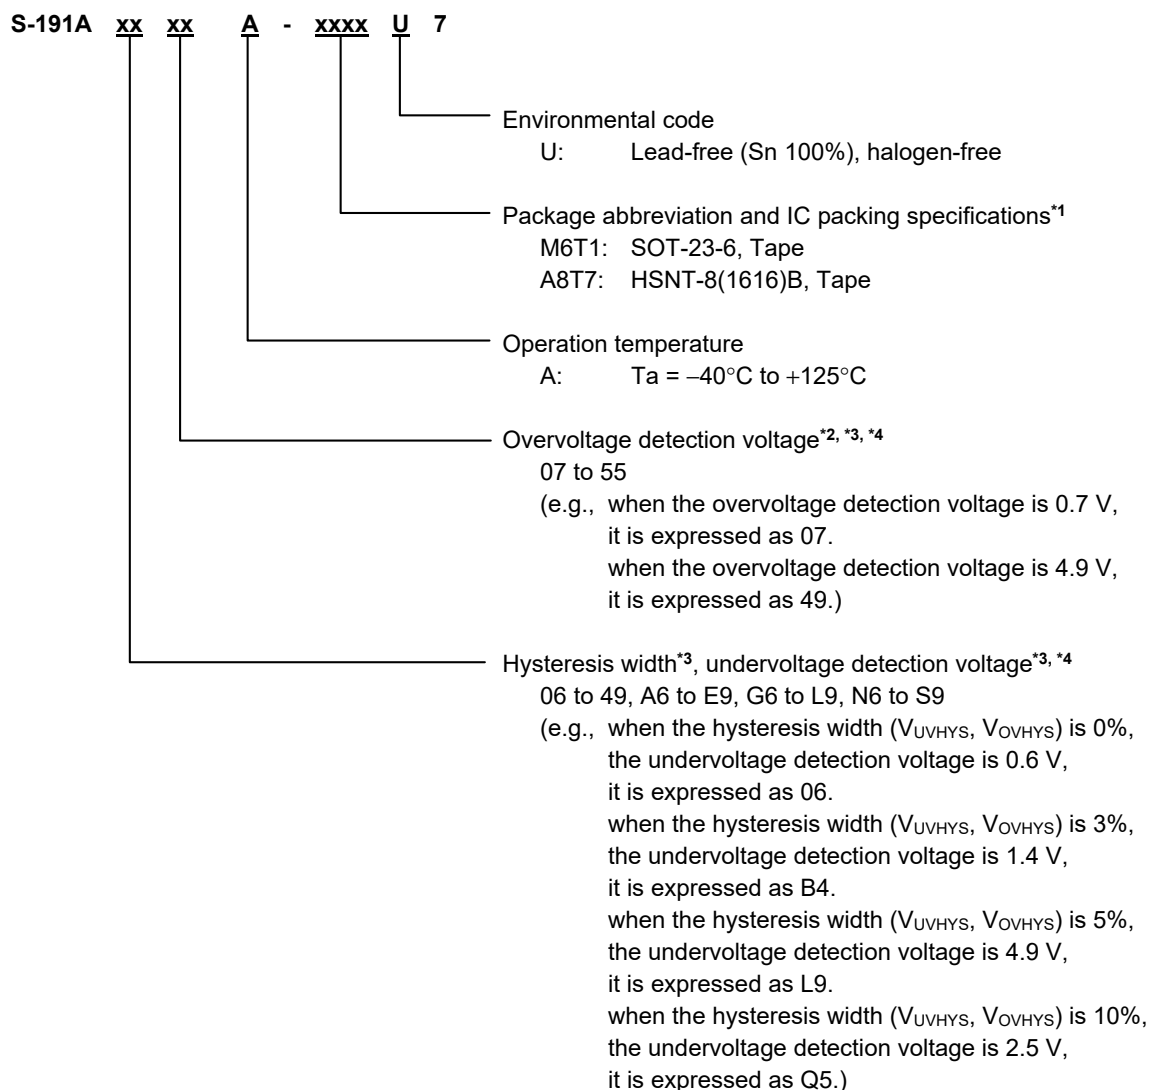 S-191A xx xx A - xxxx U 7
Environmental code
U: Lead-free (Sn 100%), halogen-free
Package abbreviation and IC packing specifications*1
M6T1: SOT-23-6, Tape
A8T7: HSNT-8(1616)B, Tape
Operation temperature
A: Ta = −40°C to +125°C
Overvoltage detection voltage*2, *3, *4
07 to 55
(e.g., when the overvoltage detection voltage is 0.7 V,
it is expressed as 07.
when the overvoltage detection voltage is 4.9 V,
it is expressed as 49.)
Hysteresis width*3, undervoltage detection voltage*3, *4
06 to 49, A6 to E9, G6 to L9, N6 to S9
(e.g., when the hysteresis width (VUVHYS, VOVHYS) is 0%,
the undervoltage detection voltage is 0.6 V,
it is expressed as 06.
when the hysteresis width (VUVHYS, VOVHYS) is 3%,
the undervoltage detection voltage is 1.4 V,
it is expressed as B4.
when the hysteresis width (VUVHYS, VOVHYS) is 5%,
the undervoltage detection voltage is 4.9 V,
it is expressed as L9.
when the hysteresis width (VUVHYS, VOVHYS) is 10%,
the undervoltage detection voltage is 2.5 V,
it is expressed as Q5.)